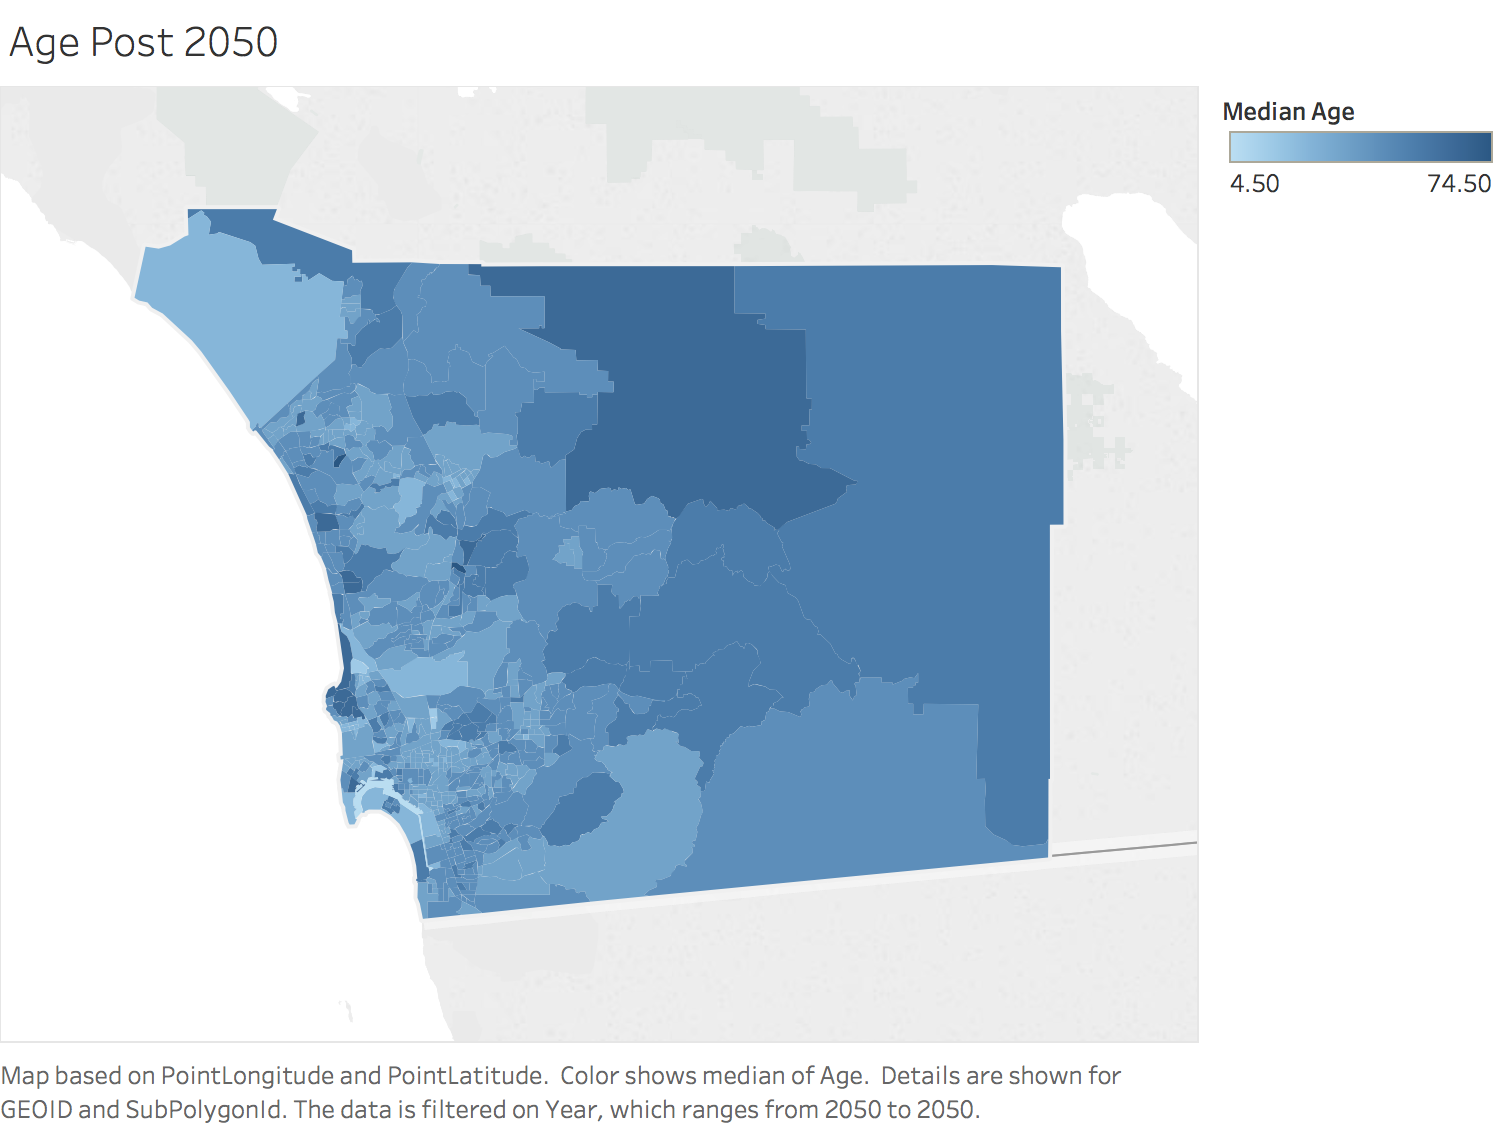 Age Post 2050
Median Age
4.50 74.50
Map based on PointLongitude and PointLatitude.  Color shows median of Age.  Details are shown for
GEOID and SubPolygonId. The data is filtered on Year, which ranges from 2050 to 2050.